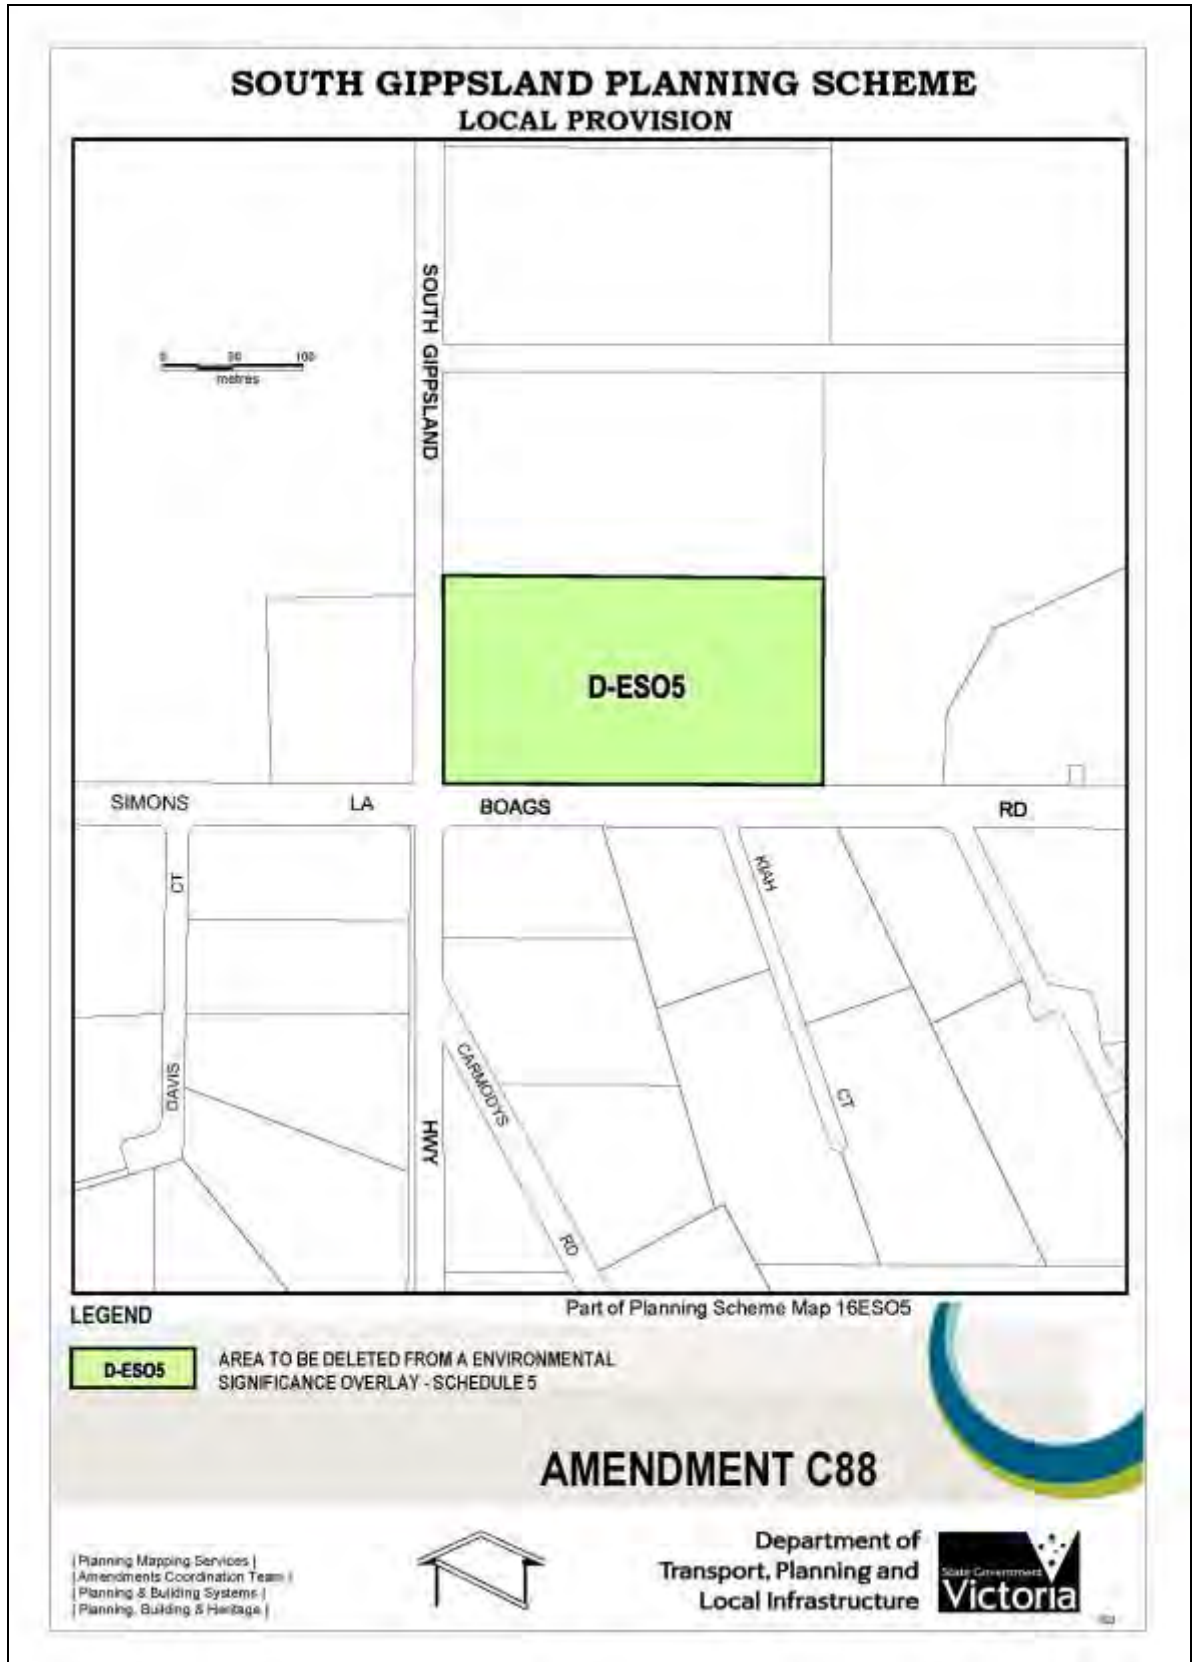 SOUTH GIPPSLAND PLANNING SCHEME
LOCAL PROVISION
SOUTH GIPPSLAND
0 50 100
metres
D-ESO5
SIMONS LA BOAGS RD
CT
KIAH
DAVIS
CARMODYS
CT
HWY
RD
Part of Planning Scheme Map 16ESO5
LEGEND
D-ESO5
AREA TO BE DELETED FROM A ENVIRONMENTAL
SIGNIFICANCE OVERLAY - SCHEDULE 5
AMENDMENT C88
| Planning Mapping Services |
| Amendments Coordination Team |
| Planning & Building Systems |
| Planning, Building & Heritage |
Department of
Transport, Planning and
Local Infrastructure
State Government
Victoria